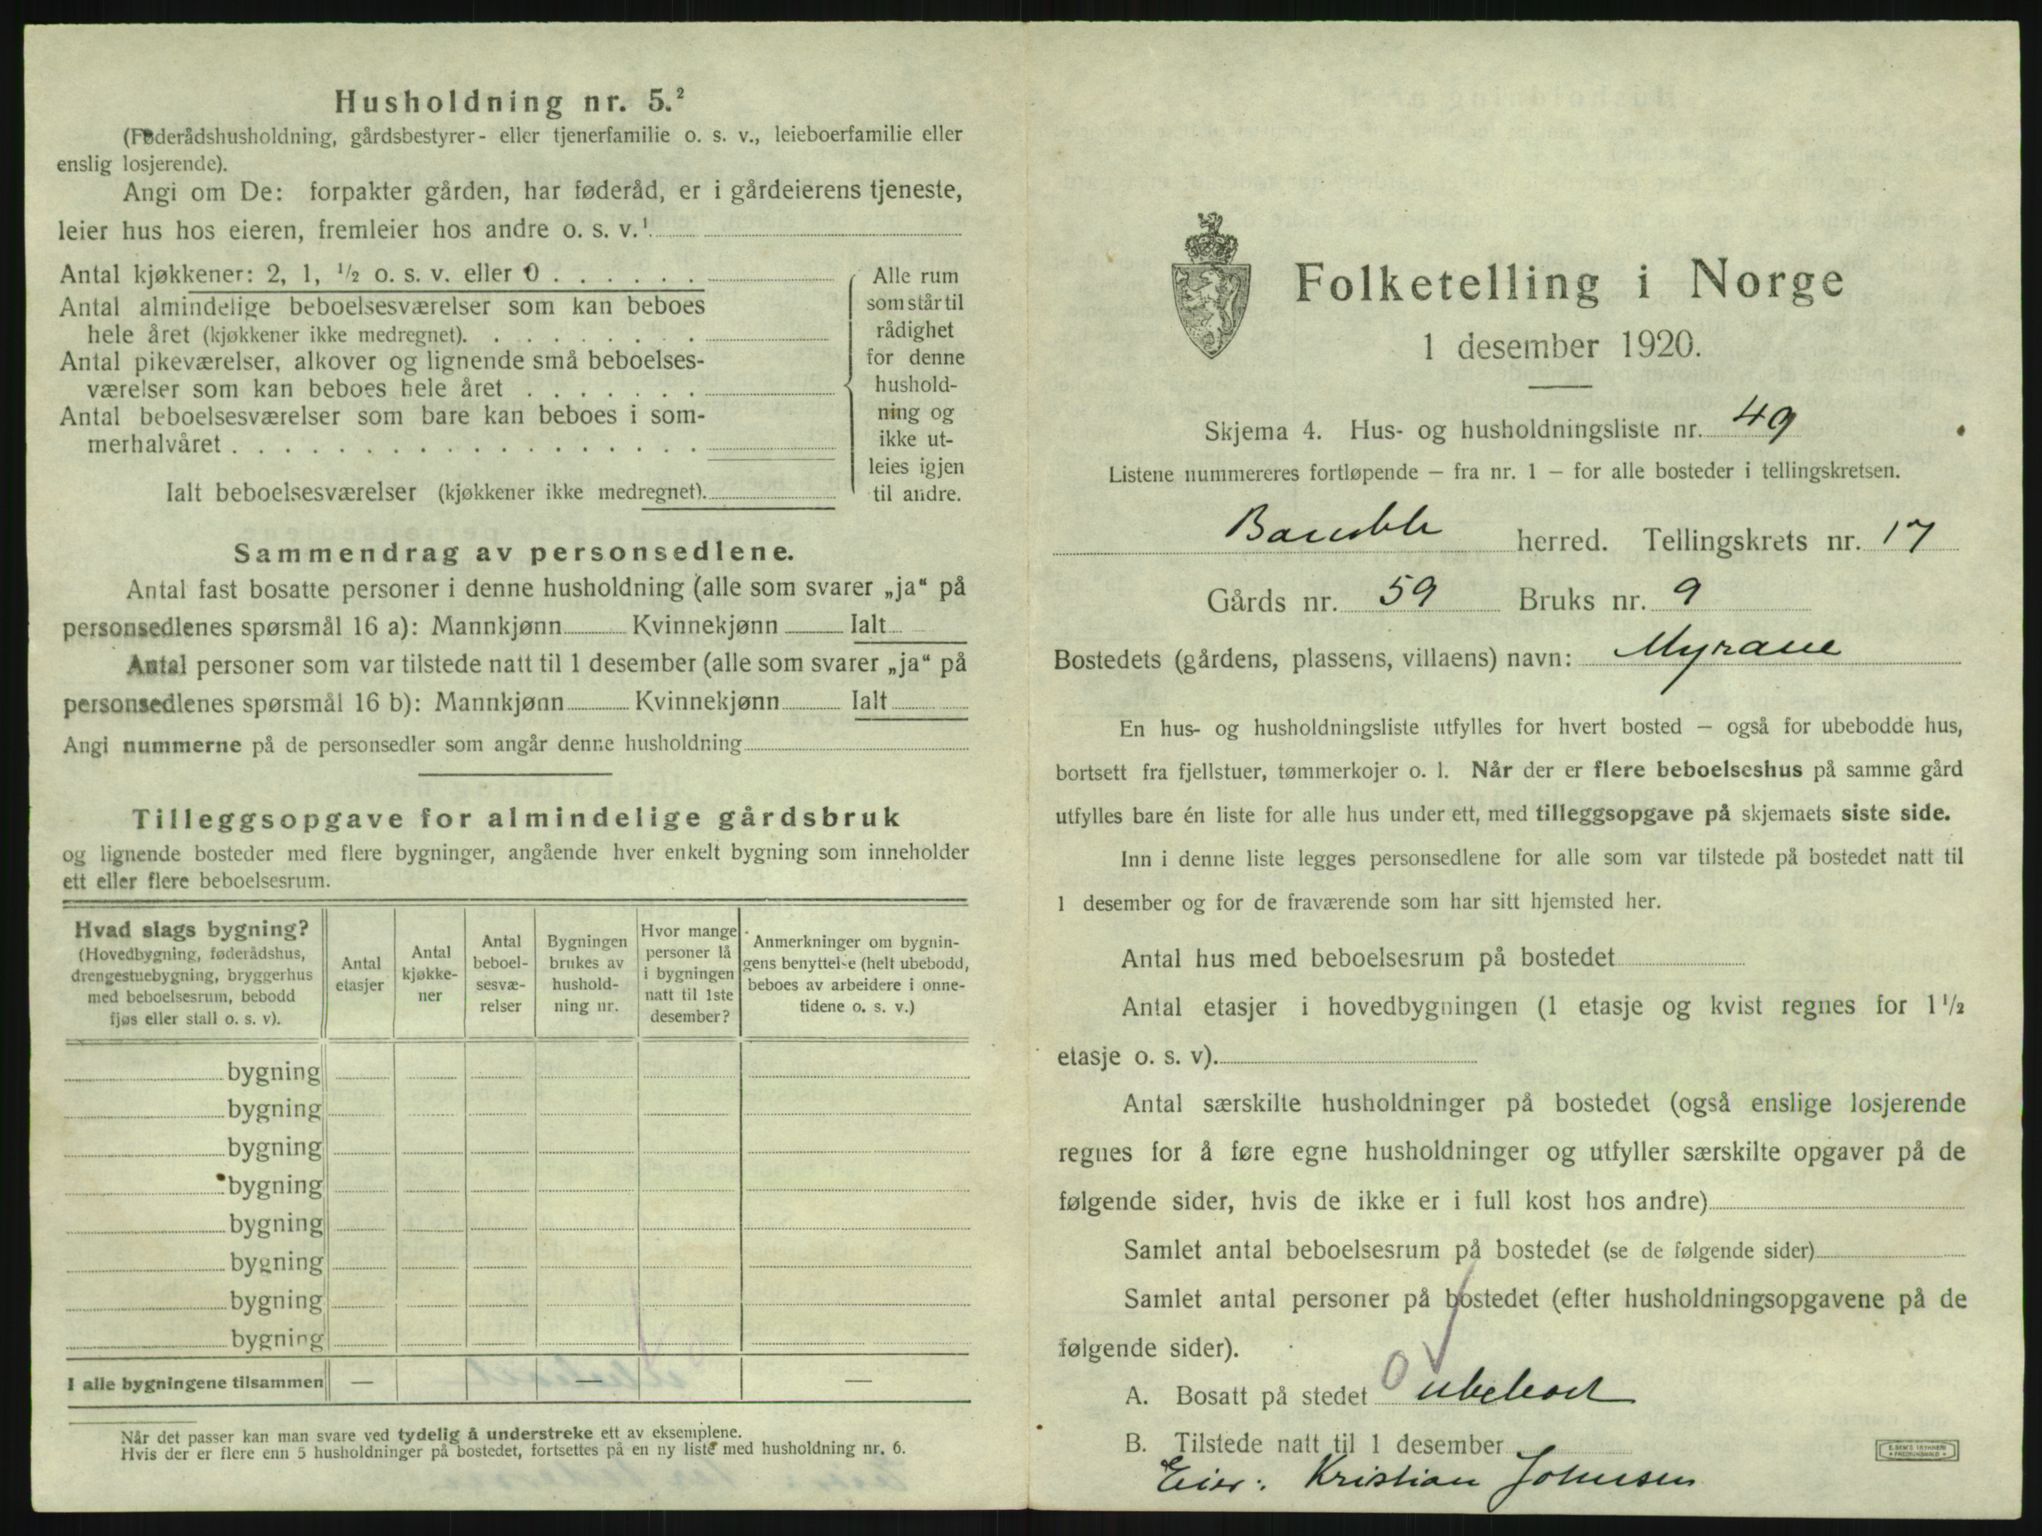 Husholdning nr. 5.²
(Føderådshusholdning, gårdsbestyrer- eller tjenerfamilie o. s. v., leieboerfamilie eller
enslig losjerende).
Angi om De: forpakter gården, har føderåd, er i gårdeierens tjeneste,
leier hus hos eieren, fremleier hos andre o. s. v.¹
Antal kjøkkener: 2, 1, ½ o. s. v. eller 0
Antal almindelige beboelsesværelser som kan beboes
hele året (kjøkkener ikke medregnet).
Antal pikeværelser, alkover og lignende små beboelses-
værelser som kan beboes hele året
Antal beboelsesværelser som bare kan beboes i som-
merhalvåret
Ialt beboelsesværelser (kjøkkener ikke medregnet).
Alle rum
som står til
rådighet
for denne
hushold-
ning og
ikke ut-
leies igjen
til andre.
Sammendrag av personsedlene.
Antal fast bosatte personer i denne husholdning (alle som svarer „ja“ på
personsedlenes spørsmål 16 a): Mannkjønn Kvinnekjønn Ialt
Antal personer som var tilstede natt til 1 desember (alle som svarer „ja“ på
personsedlenes spørsmål 16 b): Mannkjønn Kvinnekjønn Ialt
Angi nummerne på de personsedler som angår denne husholdning
Tilleggsopgave for almindelige gårdsbruk
og lignende bosteder med flere bygninger, angående hver enkelt bygning som inneholder
ett eller flere beboelsesrum.
Hvad slags bygning?
(Hovedbygning, føderådshus,
drengestuebygning, bryggerhus
med beboelsesrum, bebodd
fjøs eller stall o. s. v).
Antal
etasjer
Antal
kjøkke-
ner
Antal
beboel-
sesvæ-
relser
Bygningen
brukes av
hushold-
ning nr.
Hvor mange
personer lå
i bygningen
natt til 1ste
desember?
Anmerkninger om bygnin-
gens benyttelse (helt ubebodd,
beboes av arbeidere i onne-
tidene o. s. v.)
bygning
bygning
bygning
bygning
bygning
bygning
bygning
bygning
I alle bygningene tilsammen — — —
Når det passer kan man svare ved tydelig å understreke ett av eksemplene.
Hvis der er flere enn 5 husholdninger på bostedet, fortsettes på en ny liste med husholdning nr. 6.
Folketelling i Norge
1 desember 1920.
Skjema 4. Hus- og husholdningsliste nr. 49
Listene nummereres fortløpende — fra nr. 1 — for alle bosteder i tellingskretsen.
Bamble herred. Tellingskrets nr. 17
Gårds nr. 59 Bruks nr. 9
Bostedets (gårdens, plassens, villaens) navn: Myrane
En hus- og husholdningsliste utfylles for hvert bosted — også for ubebodde hus,
bortsett fra fjellstuer, tømmerkojer o. l. Når der er flere beboelseshus på samme gård
utfylles bare én liste for alle hus under ett, med tilleggsopgave på skjemaets siste side.
Inn i denne liste legges personsedlene for alle som var tilstede på bostedet natt til
1 desember og for de fraværende som har sitt hjemsted her.
Antal hus med beboelsesrum på bostedet
Antal etasjer i hovedbygningen (1 etasje og kvist regnes for 1½
etasje o. s. v).
Antal særskilte husholdninger på bostedet (også enslige losjerende
regnes for å føre egne husholdninger og utfyller særskilte opgaver på de
følgende sider, hvis de ikke er i full kost hos andre)
Samlet antal beboelsesrum på bostedet (se de følgende sider)
Samlet antal personer på bostedet (efter husholdningsopgavene på de
følgende sider).
A. Bosatt på stedet 0 ubeboet
B. Tilstede natt til 1 desember
Eier: Kristian Johnsen